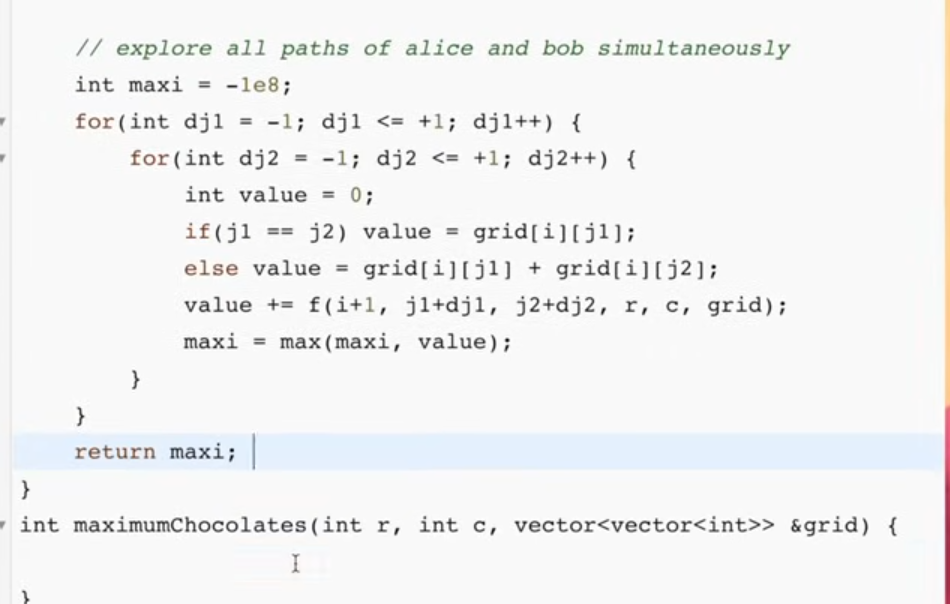 // explore all paths of alice and bob simultaneously
int maxi = -1e8;
for(int dj1 = -1; dj1 <= +1; dj1++) {
for(int dj2 = -1; dj2 <= +1; dj2++) {
int value = 0;
if(j1 == j2) value = grid[i][j1];
else value = grid[i][j1] + grid[i][j2];
value += f(i+1, j1+dj1, j2+dj2, r, c, grid);
maxi = max(maxi, value);
}
}
return maxi;
}
int maximumChocolates(int r, int c, vector<vector<int>> &grid) {
}